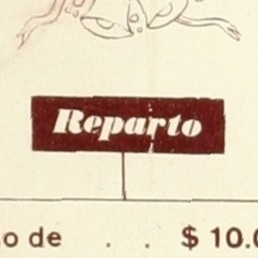 Reparto
o de . . $ 10.0